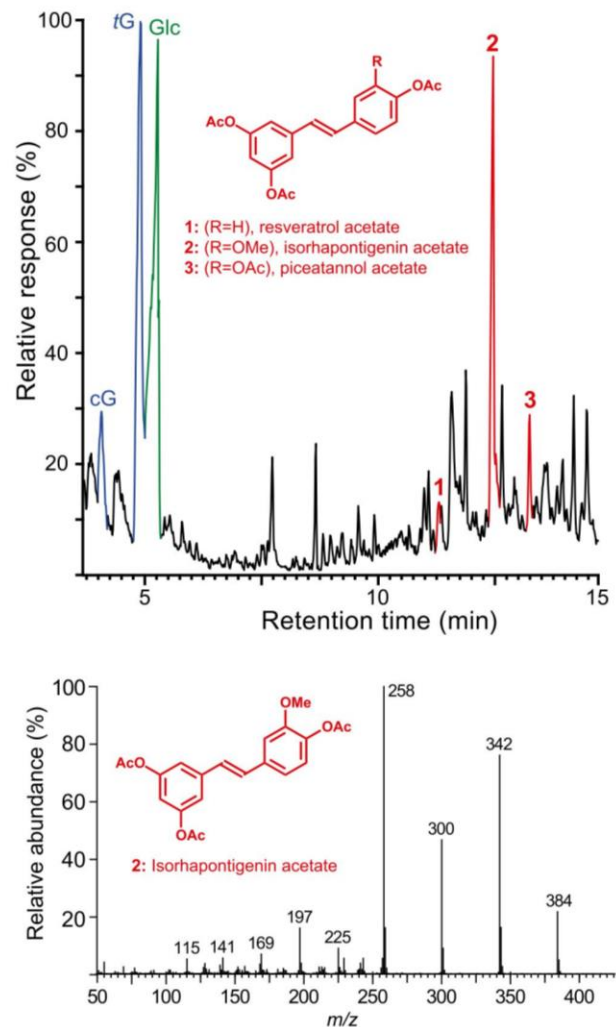 tG
Glc
2
100
80
60
40
20
Relative response (%)
R
OAc
AcO
OAc
1: (R=H), resveratrol acetate
2: (R=OMe), isorhapontigenin acetate
3: (R=OAc), piceatannol acetate
cG
1
3
5
10
15
Retention time (min)
100
80
60
40
20
Relative abundance (%)
OMe
OAc
AcO
OAc
2: Isorhapontigenin acetate
258
342
300
384
197
225
169
141
115
50
100
150
200
250
300
350
400
m/z